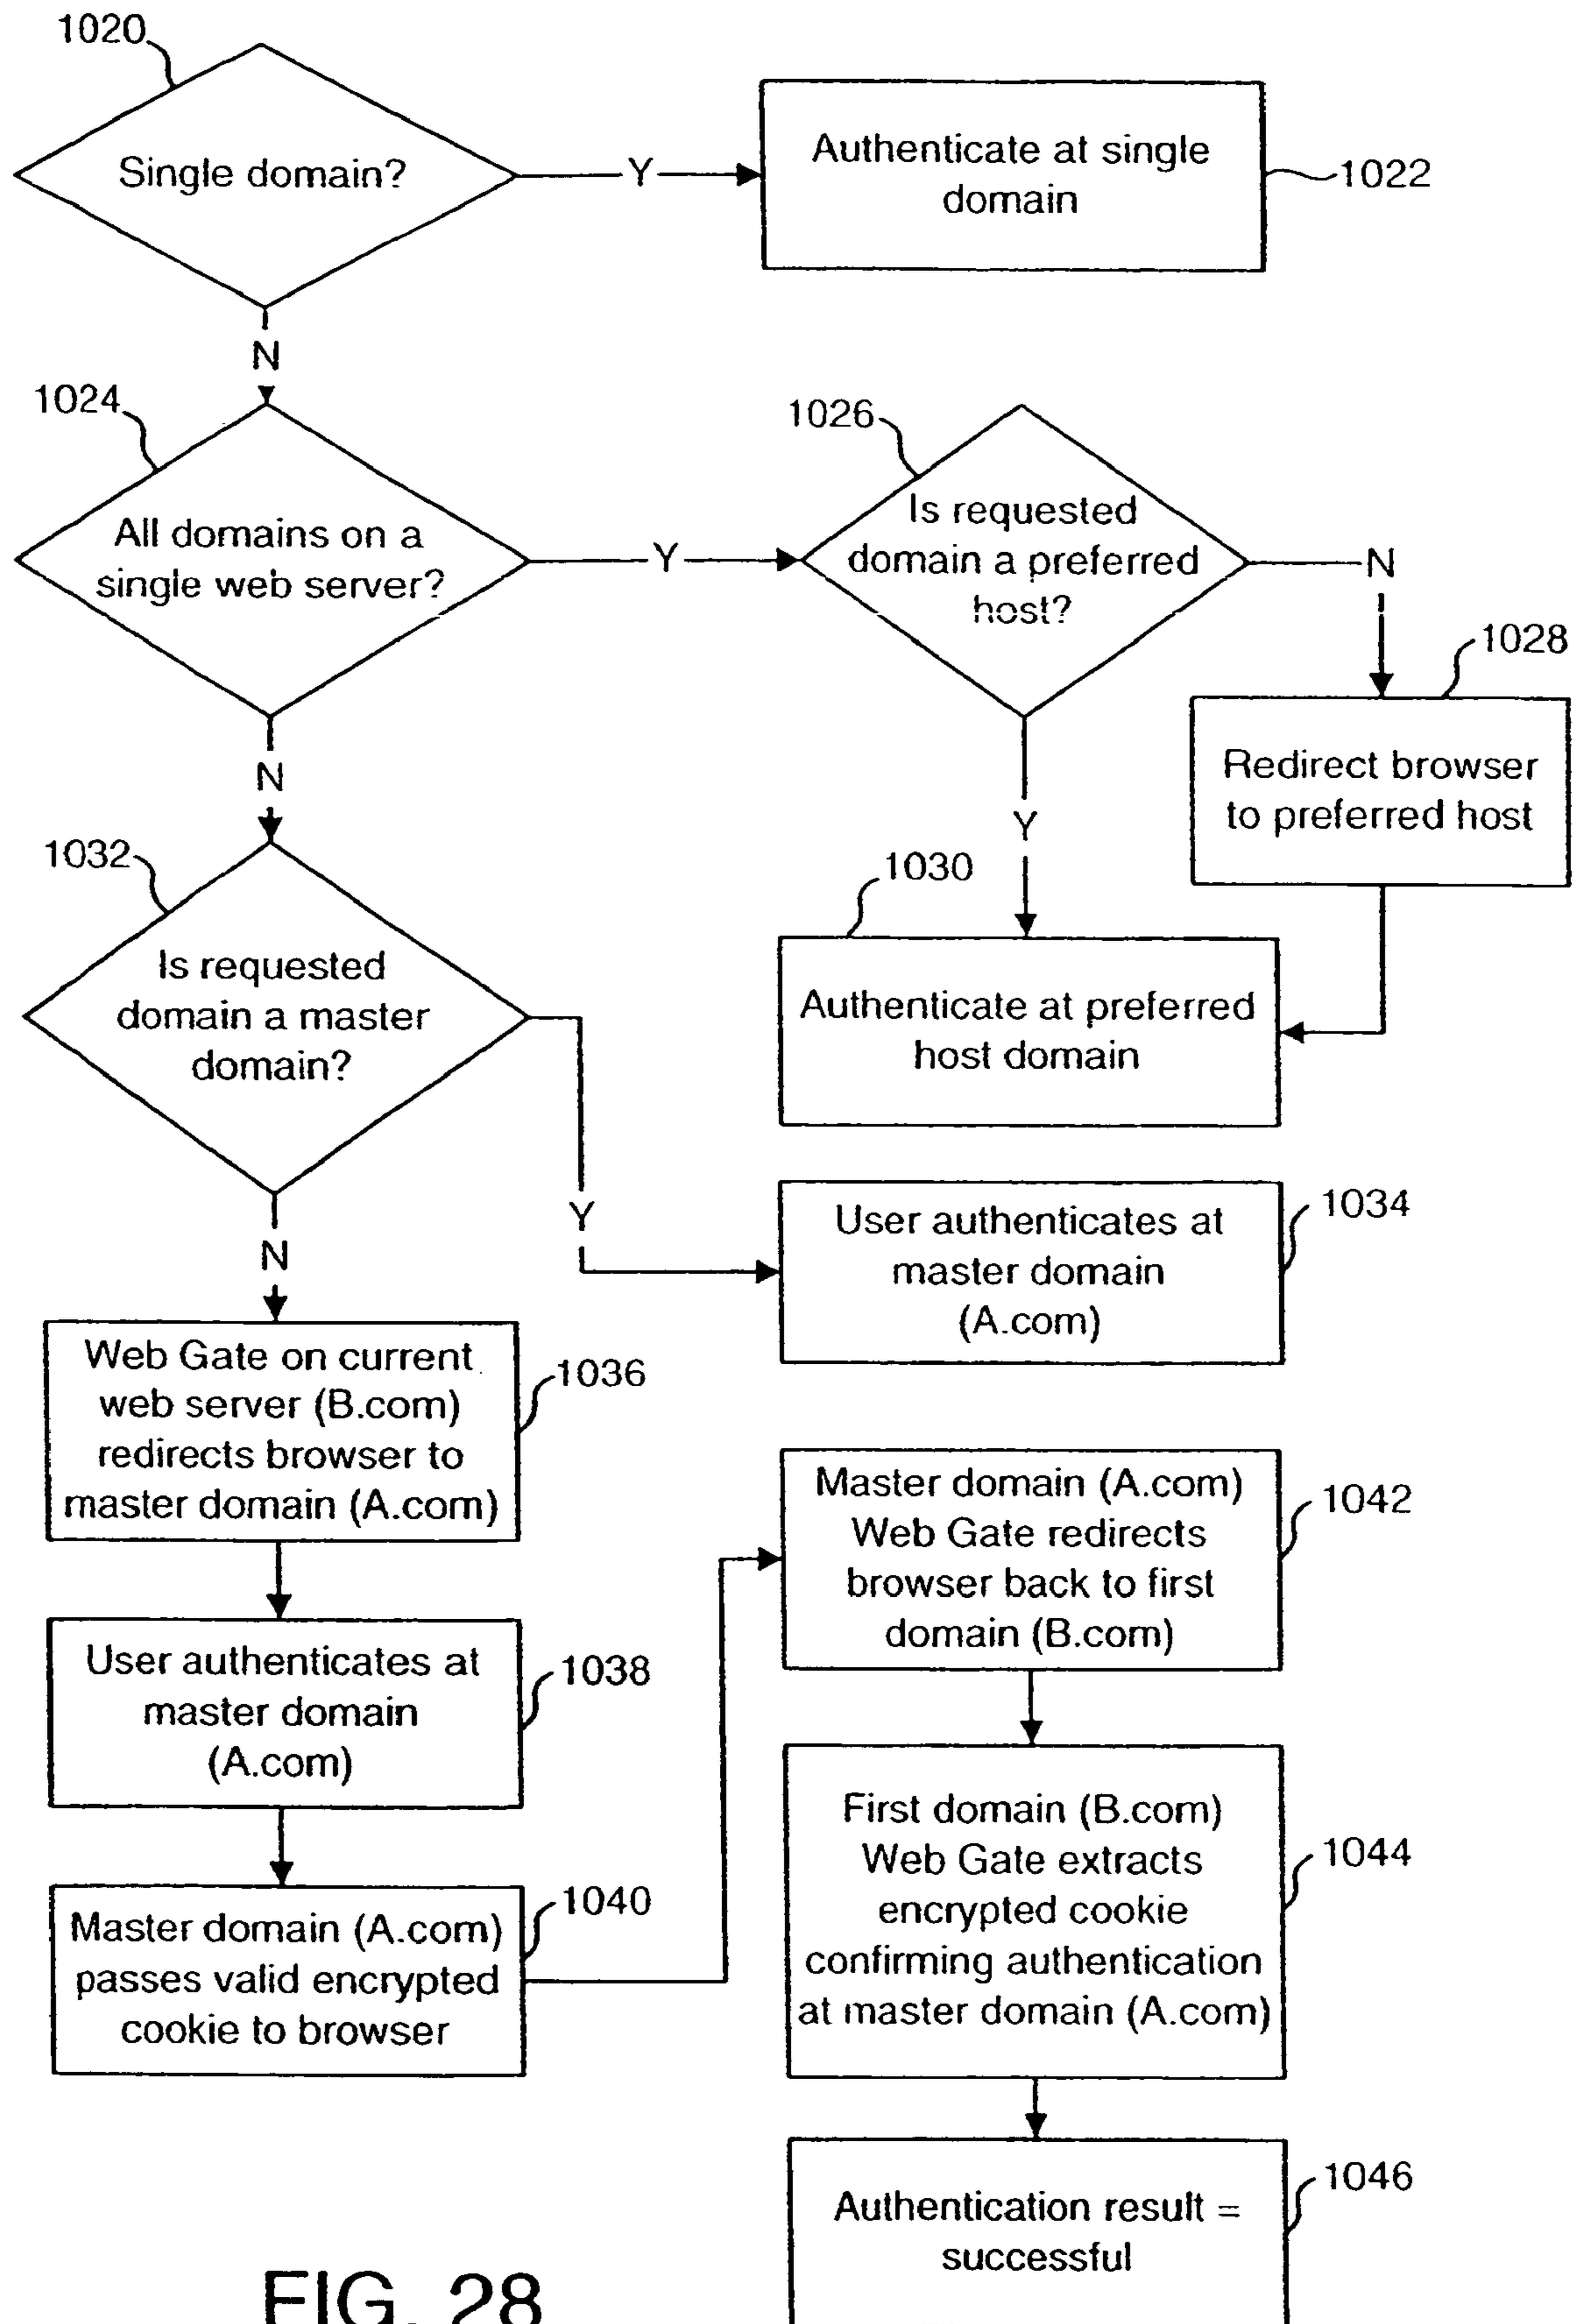 1020
Single domain?
Y
Authenticate at single
domain
1022
N
1024
All domains on a
single web server?
Y
1026
Is requested
domain a preferred
host?
N
1028
Redirect browser
to preferred host
Y
1030
Authenticate at preferred
host domain
N
1032
Is requested
domain a master
domain?
Y
1034
User authenticates at
master domain
(A.com)
N
1036
Web Gate on current
web server (B.com)
redirects browser to
master domain (A.com)
1038
User authenticates at
master domain
(A.com)
1040
Master domain (A.com)
passes valid encrypted
cookie to browser
1042
Master domain (A.com)
Web Gate redirects
browser back to first
domain (B.com)
1044
First domain (B.com)
Web Gate extracts
encrypted cookie
confirming authentication
at master domain (A.com)
1046
Authentication result =
successful
FIG. 28